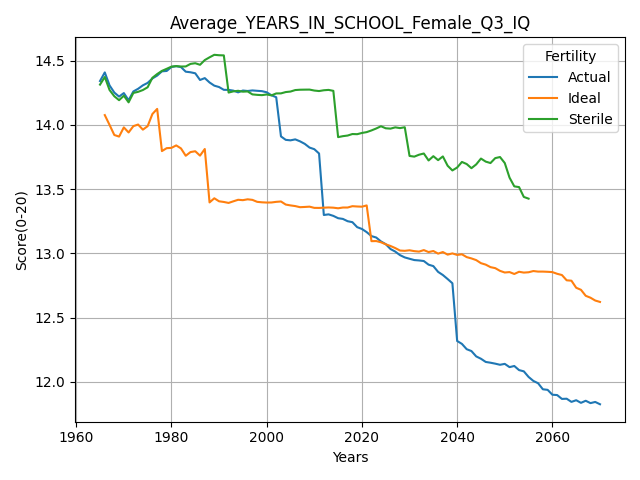 Average_YEARS_IN_SCHOOL_Female_Q3_IQ
Fertility
Actual
Ideal
Sterile
Score(0-20)
14.5
14.0
13.5
13.0
12.5
12.0
1960
1980
2000
2020
2040
2060
Years